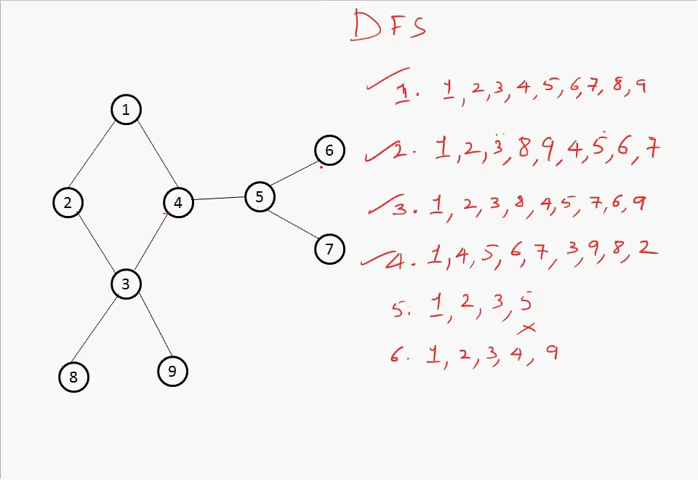 DFS
1. 1, 2, 3, 4, 5, 6, 7, 8, 9
2. 1, 2, 3, 8, 9, 4, 5, 6, 7
3. 1, 2, 3, 8, 4, 5, 7, 6, 9
4. 1, 4, 5, 6, 7, 3, 9, 8, 2
5. 1, 2, 3, 5
×
6. 1, 2, 3, 4, 9
1
6
2
4
5
7
3
8
9